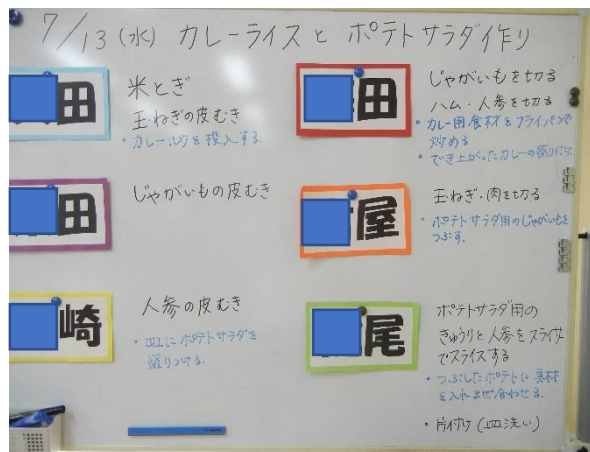 7/13(水) カレーライスと ポテトサラダ作り
田
米とぎ
玉ねぎの皮むき
・カレールウを投入する
田
じゃがいもの皮むき
崎
人参の皮むき
・皿にポテトサラダを
盛りつける。
田
じゃがいもを切る
ハム・人参を切る
・カレー用食材をフライパンで
炒める
・でき上がったカレーの盛り付け
屋
玉ねぎ・肉を切る
・ポテトサラダ用のじゃがいもを
つぶす。
尾
ポテトサラダ用の
きゅうりと人参をスライサー
でスライスする
・つぶしたポテトに具材
を入れまぜ合わせる。
・片付け(皿洗い)